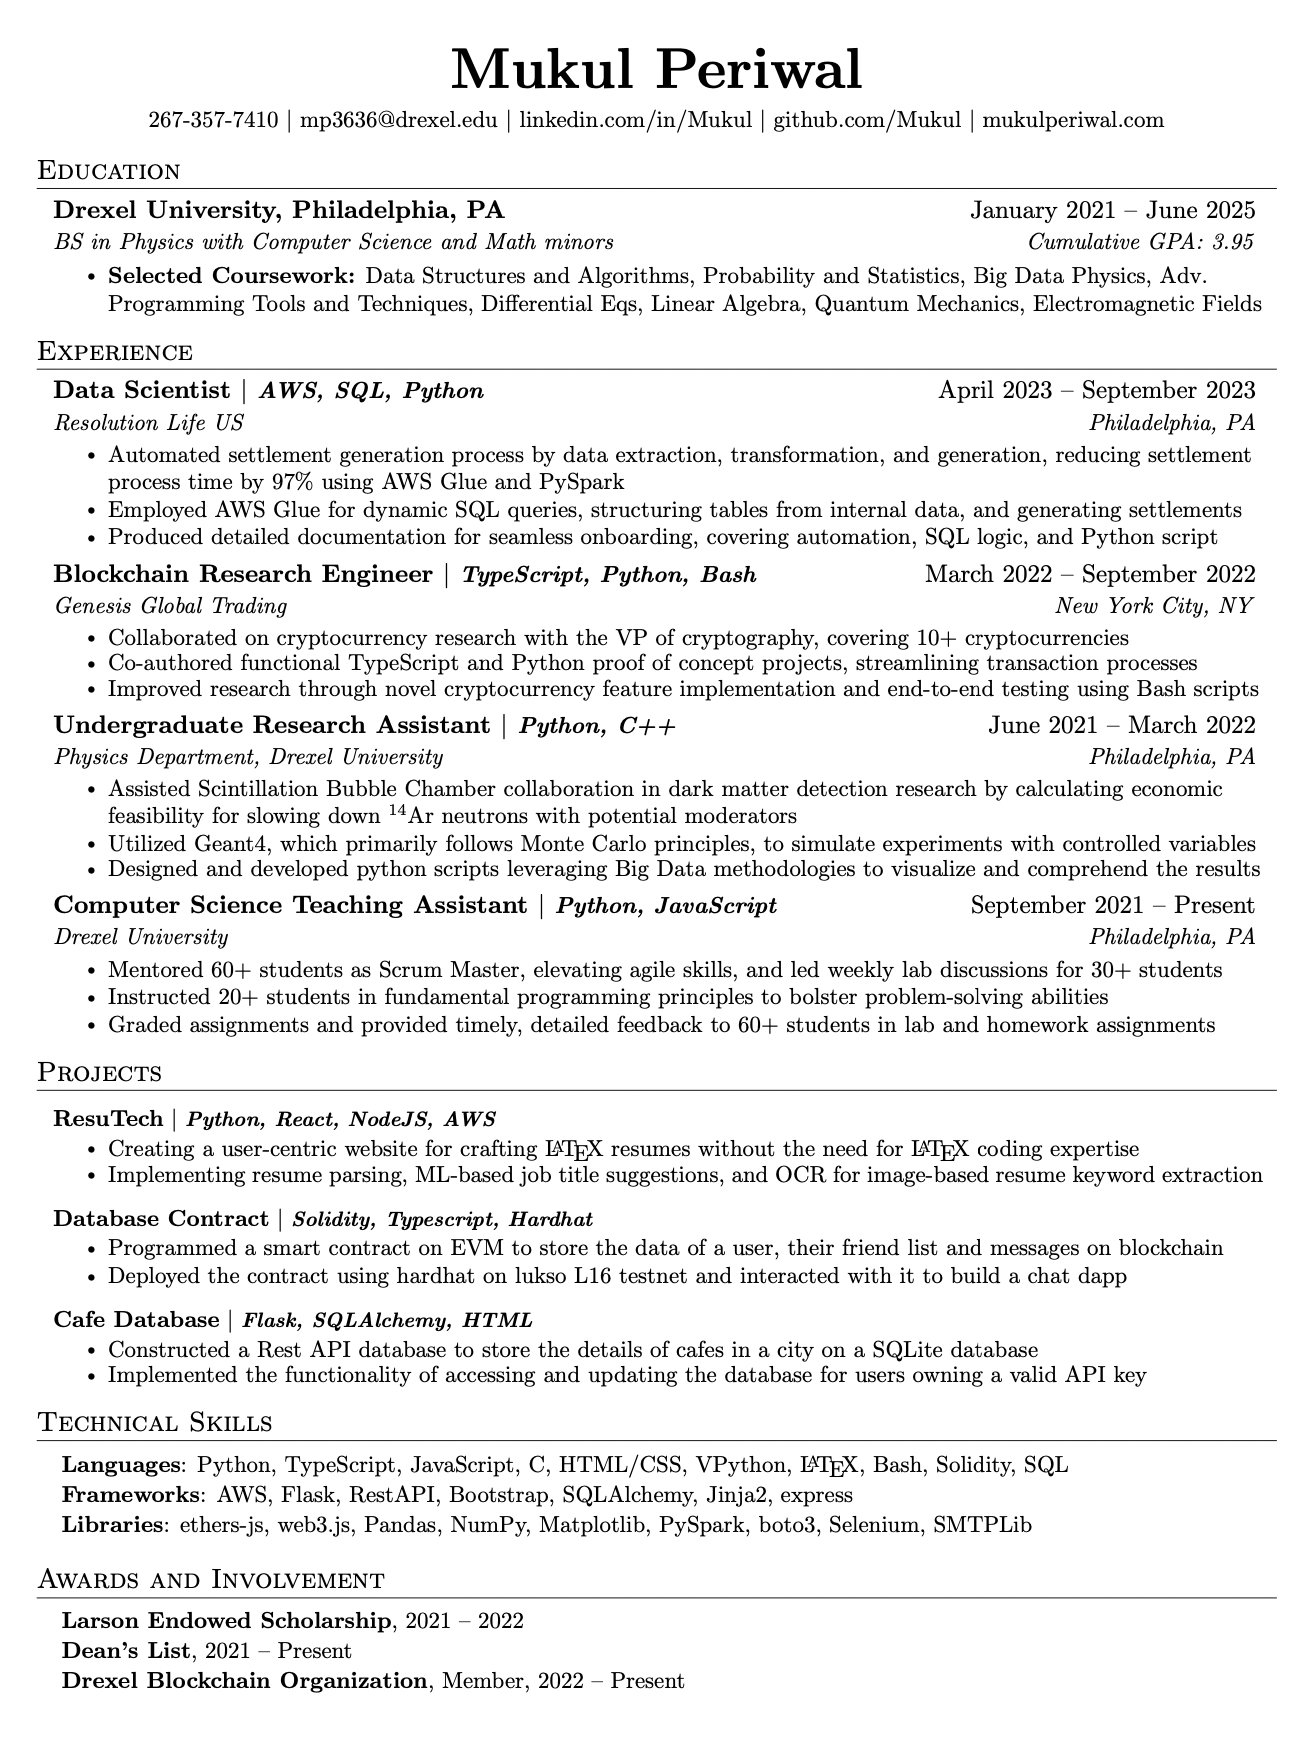 Mukul Periwal
267-357-7410 | mp3636@drexel.edu | linkedin.com/in/Mukul | github.com/Mukul | mukulperiwal.com
Education
Drexel University, Philadelphia, PA January 2021 – June 2025
BS in Physics with Computer Science and Math minors Cumulative GPA: 3.95
• Selected Coursework: Data Structures and Algorithms, Probability and Statistics, Big Data Physics, Adv.
Programming Tools and Techniques, Differential Eqs, Linear Algebra, Quantum Mechanics, Electromagnetic Fields
Experience
Data Scientist | AWS, SQL, Python April 2023 – September 2023
Resolution Life US Philadelphia, PA
• Automated settlement generation process by data extraction, transformation, and generation, reducing settlement
process time by 97% using AWS Glue and PySpark
• Employed AWS Glue for dynamic SQL queries, structuring tables from internal data, and generating settlements
• Produced detailed documentation for seamless onboarding, covering automation, SQL logic, and Python script
Blockchain Research Engineer | TypeScript, Python, Bash March 2022 – September 2022
Genesis Global Trading New York City, NY
• Collaborated on cryptocurrency research with the VP of cryptography, covering 10+ cryptocurrencies
• Co-authored functional TypeScript and Python proof of concept projects, streamlining transaction processes
• Improved research through novel cryptocurrency feature implementation and end-to-end testing using Bash scripts
Undergraduate Research Assistant | Python, C++ June 2021 – March 2022
Physics Department, Drexel University Philadelphia, PA
• Assisted Scintillation Bubble Chamber collaboration in dark matter detection research by calculating economic
feasibility for slowing down ¹⁴Ar neutrons with potential moderators
• Utilized Geant4, which primarily follows Monte Carlo principles, to simulate experiments with controlled variables
• Designed and developed python scripts leveraging Big Data methodologies to visualize and comprehend the results
Computer Science Teaching Assistant | Python, JavaScript September 2021 – Present
Drexel University Philadelphia, PA
• Mentored 60+ students as Scrum Master, elevating agile skills, and led weekly lab discussions for 30+ students
• Instructed 20+ students in fundamental programming principles to bolster problem-solving abilities
• Graded assignments and provided timely, detailed feedback to 60+ students in lab and homework assignments
Projects
ResuTech | Python, React, NodeJS, AWS
• Creating a user-centric website for crafting LATEX resumes without the need for LATEX coding expertise
• Implementing resume parsing, ML-based job title suggestions, and OCR for image-based resume keyword extraction
Database Contract | Solidity, Typescript, Hardhat
• Programmed a smart contract on EVM to store the data of a user, their friend list and messages on blockchain
• Deployed the contract using hardhat on lukso L16 testnet and interacted with it to build a chat dapp
Cafe Database | Flask, SQLAlchemy, HTML
• Constructed a Rest API database to store the details of cafes in a city on a SQLite database
• Implemented the functionality of accessing and updating the database for users owning a valid API key
Technical Skills
Languages: Python, TypeScript, JavaScript, C, HTML/CSS, VPython, LATEX, Bash, Solidity, SQL
Frameworks: AWS, Flask, RestAPI, Bootstrap, SQLAlchemy, Jinja2, express
Libraries: ethers-js, web3.js, Pandas, NumPy, Matplotlib, PySpark, boto3, Selenium, SMTPLib
Awards and Involvement
Larson Endowed Scholarship, 2021 – 2022
Dean's List, 2021 – Present
Drexel Blockchain Organization, Member, 2022 – Present